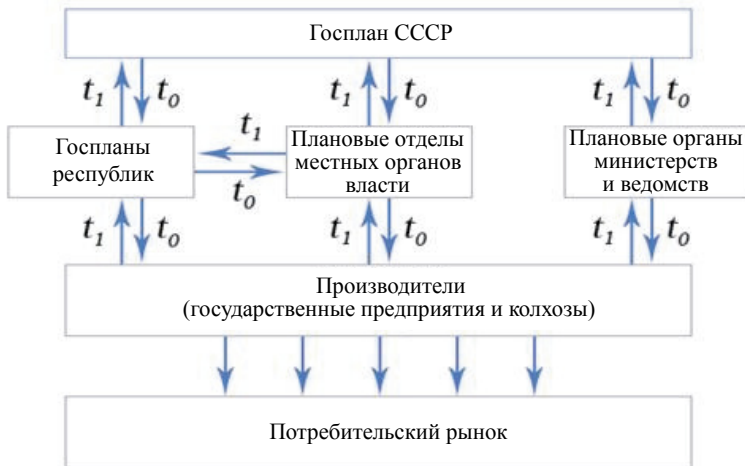 Госплан СССР
t₁ t₀ t₁ t₀ t₁ t₀
Госпланы
республик
t₁
t₀
Плановые отделы
местных органов
власти
Плановые органы
министерств
и ведомств
t₁ t₀ t₁ t₀ t₁ t₀
Производители
(государственные предприятия и колхозы)
Потребительский рынок